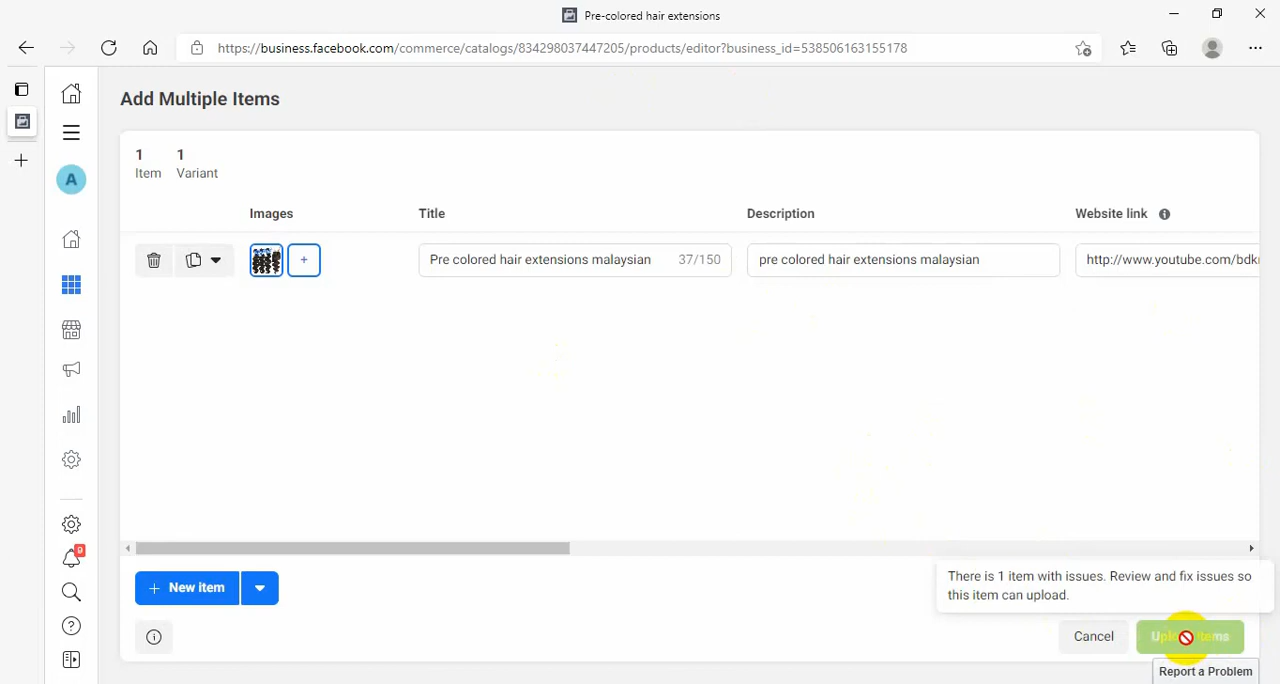 Pre-colored hair extensions
https://business.facebook.com/commerce/catalogs/834298037447205/products/editor?business_id=538506163155178
Add Multiple Items
1 1
Item Variant
A
Images Title Description Website link
Pre colored hair extensions malaysian 37/150 pre colored hair extensions malaysian http://www.youtube.com/bdk
+ New item
There is 1 item with issues. Review and fix issues so
this item can upload.
9
Cancel Upload Items
Report a Problem